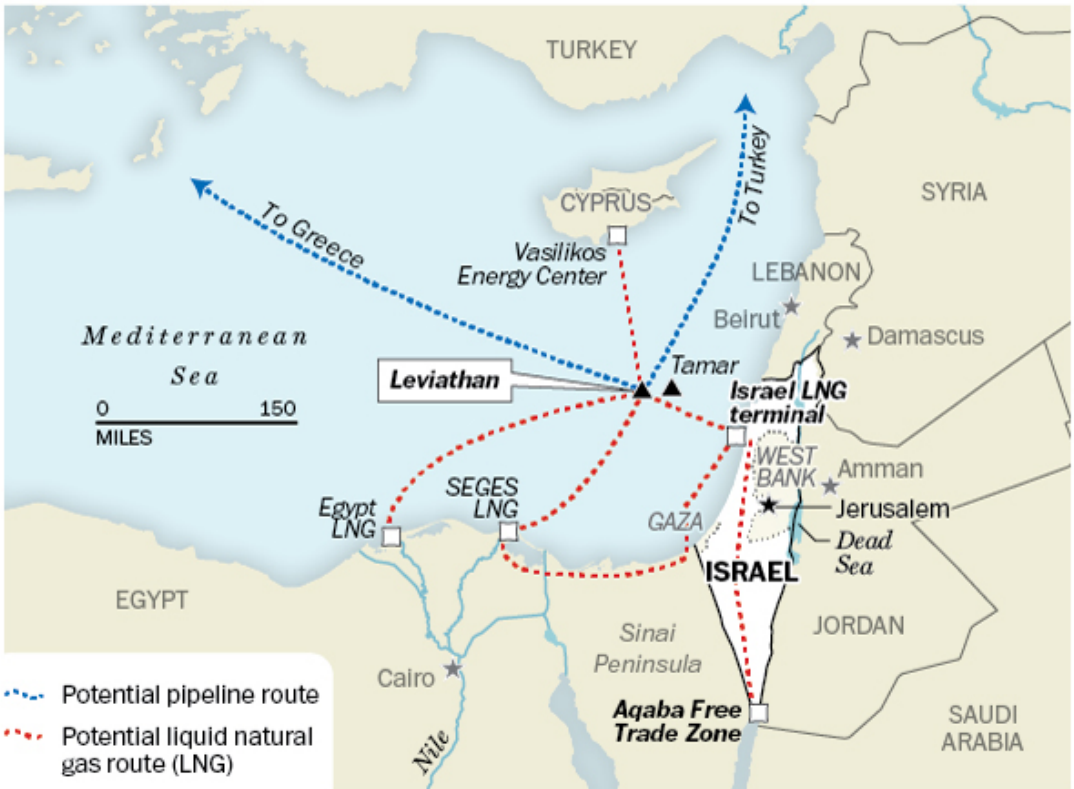 TURKEY
SYRIA
CYPRUS
To Turkey
To Greece
Vasilikos
Energy Center
LEBANON
Beirut
Damascus
Mediterranean
Sea
0 150
MILES
Leviathan
Tamar
Israel LNG
terminal
WEST
BANK
Amman
Jerusalem
Dead
Sea
GAZA
SEGES
LNG
Egypt
LNG
ISRAEL
EGYPT
JORDAN
Sinai
Peninsula
Cairo
Nile
Aqaba Free
Trade Zone
SAUDI
ARABIA
Potential pipeline route
Potential liquid natural
gas route (LNG)